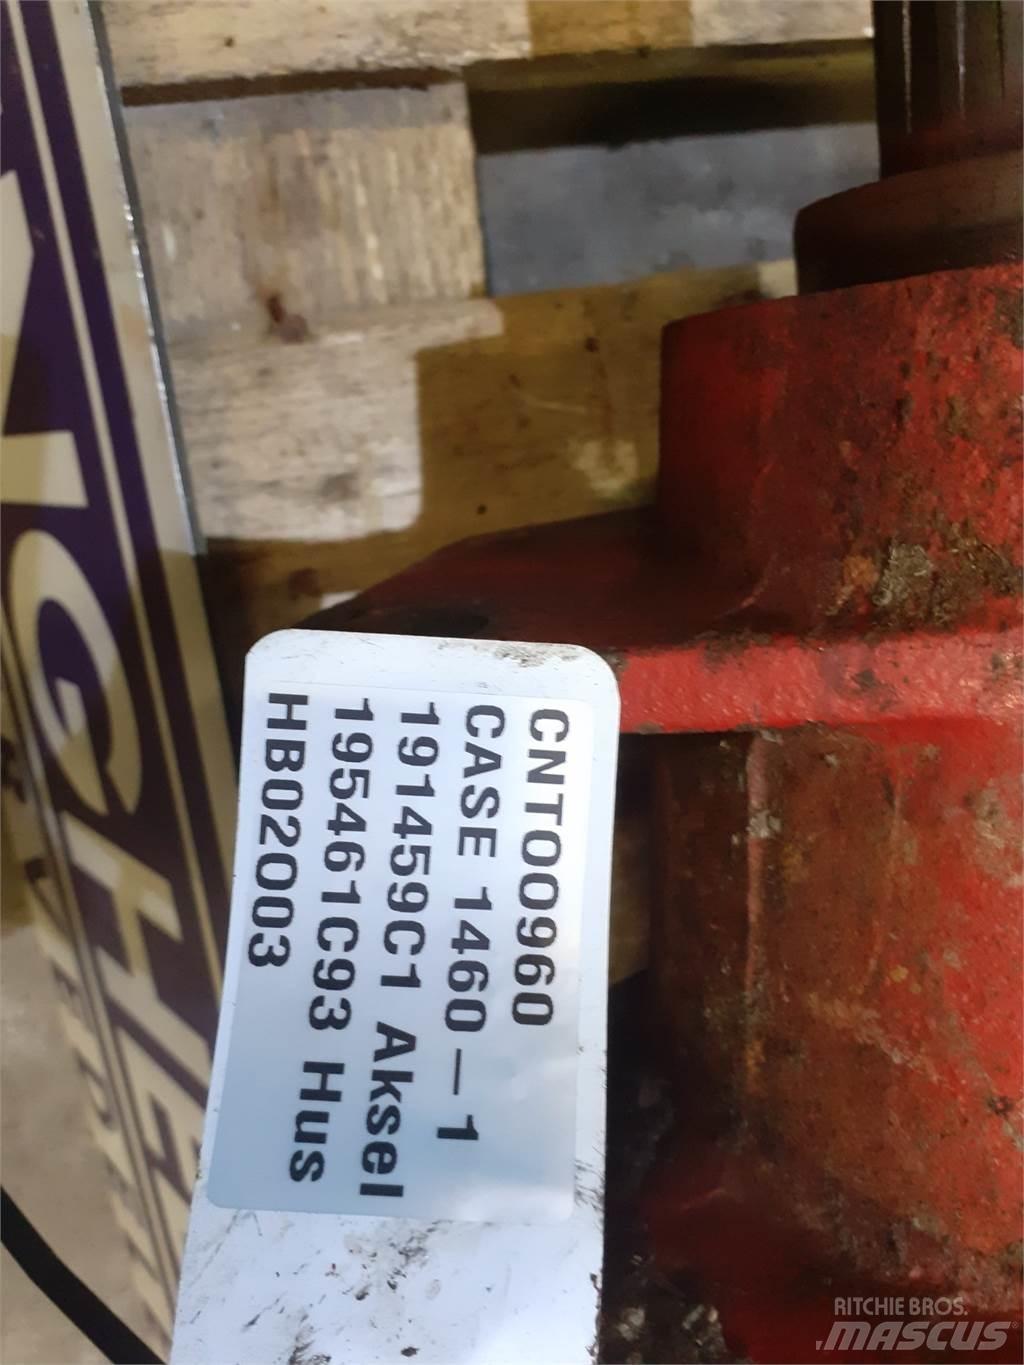 CNT00960
CASE 1460-1
191459C1 Aksel
195461C93 Hus
HB02003
RITCHIE BROS.
MASCUS